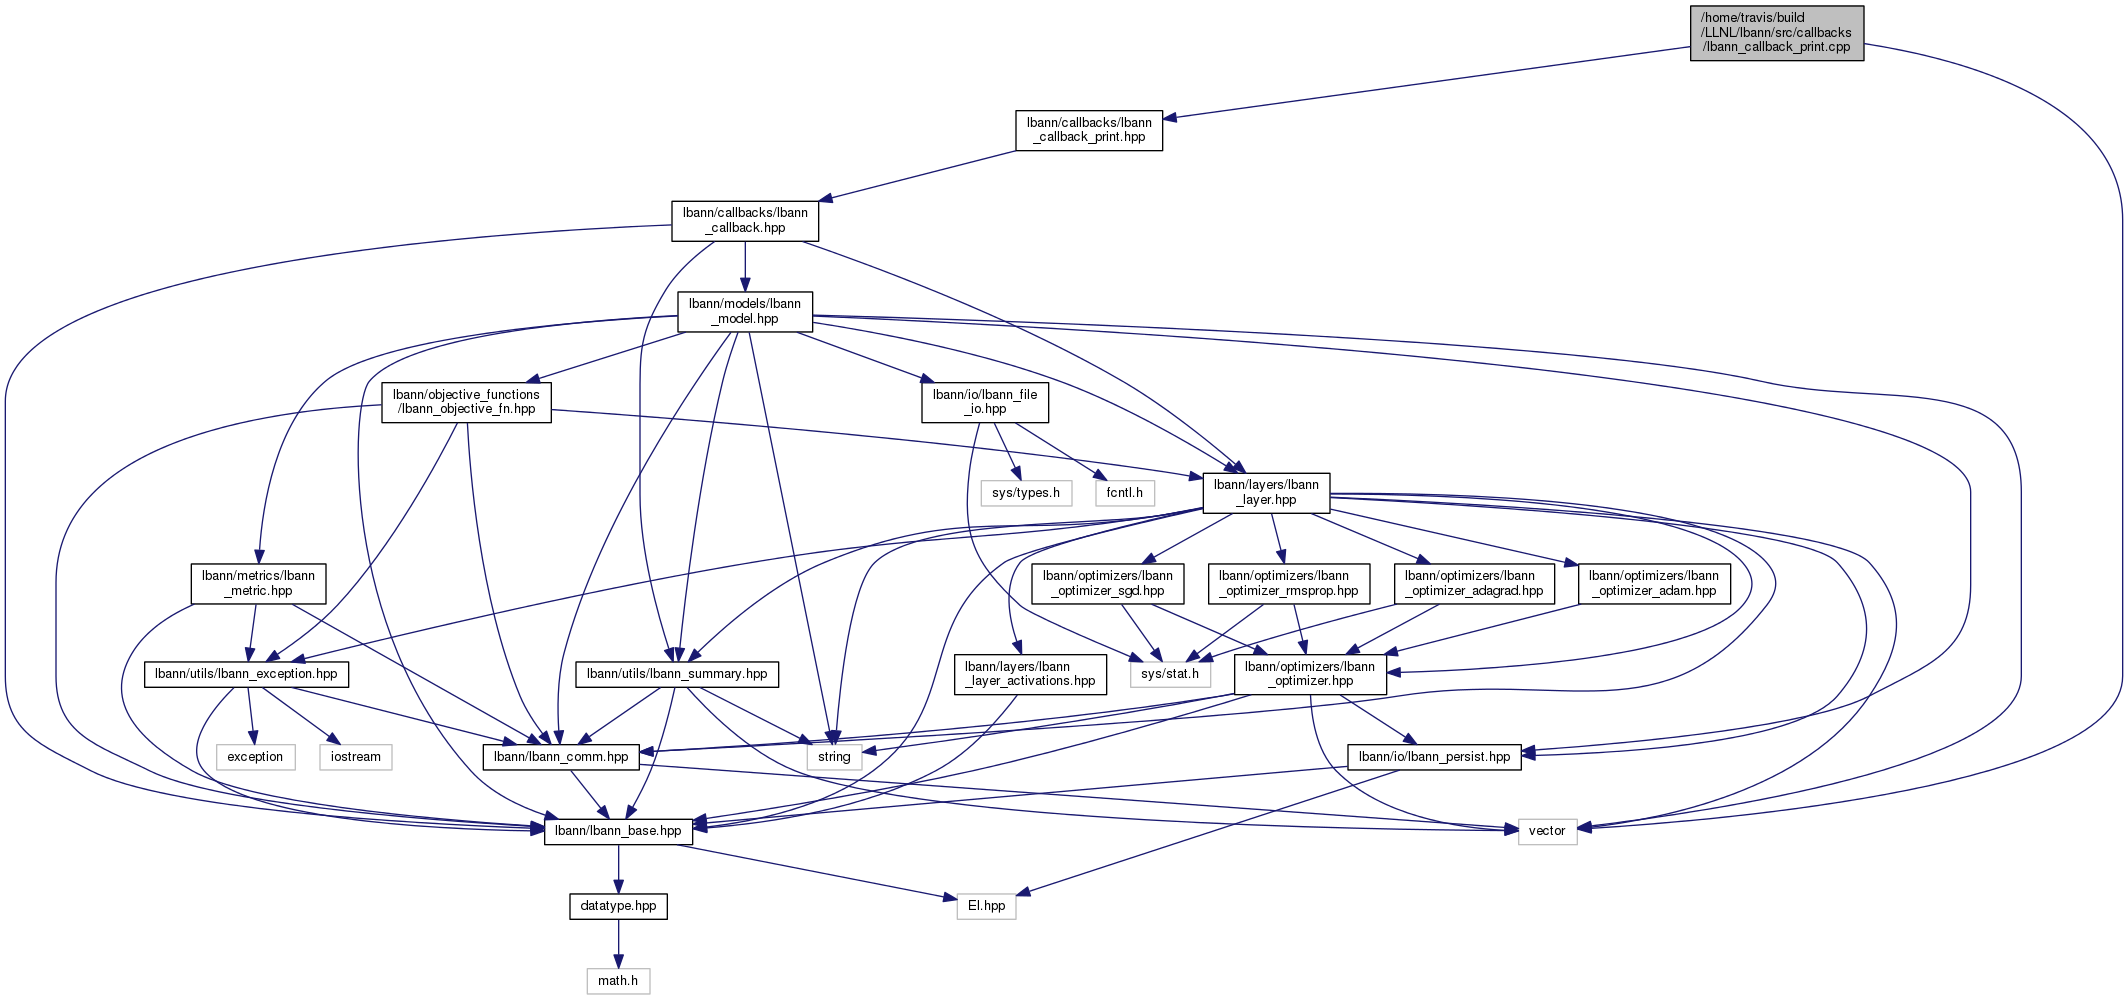 /home/travis/build
/LLNL/lbann/src/callbacks
/lbann_callback_print.cpp
lbann/callbacks/lbann
_callback_print.hpp
lbann/callbacks/lbann
_callback.hpp
lbann/models/lbann
_model.hpp
lbann/objective_functions
/lbann_objective_fn.hpp
lbann/io/lbann_file
_io.hpp
sys/types.h
fcntl.h
lbann/layers/lbann
_layer.hpp
lbann/metrics/lbann
_metric.hpp
lbann/optimizers/lbann
_optimizer_sgd.hpp
lbann/optimizers/lbann
_optimizer_rmsprop.hpp
lbann/optimizers/lbann
_optimizer_adagrad.hpp
lbann/optimizers/lbann
_optimizer_adam.hpp
lbann/utils/lbann_exception.hpp
lbann/utils/lbann_summary.hpp
lbann/layers/lbann
_layer_activations.hpp
sys/stat.h
lbann/optimizers/lbann
_optimizer.hpp
exception
iostream
lbann/lbann_comm.hpp
string
lbann/io/lbann_persist.hpp
lbann/lbann_base.hpp
vector
datatype.hpp
El.hpp
math.h